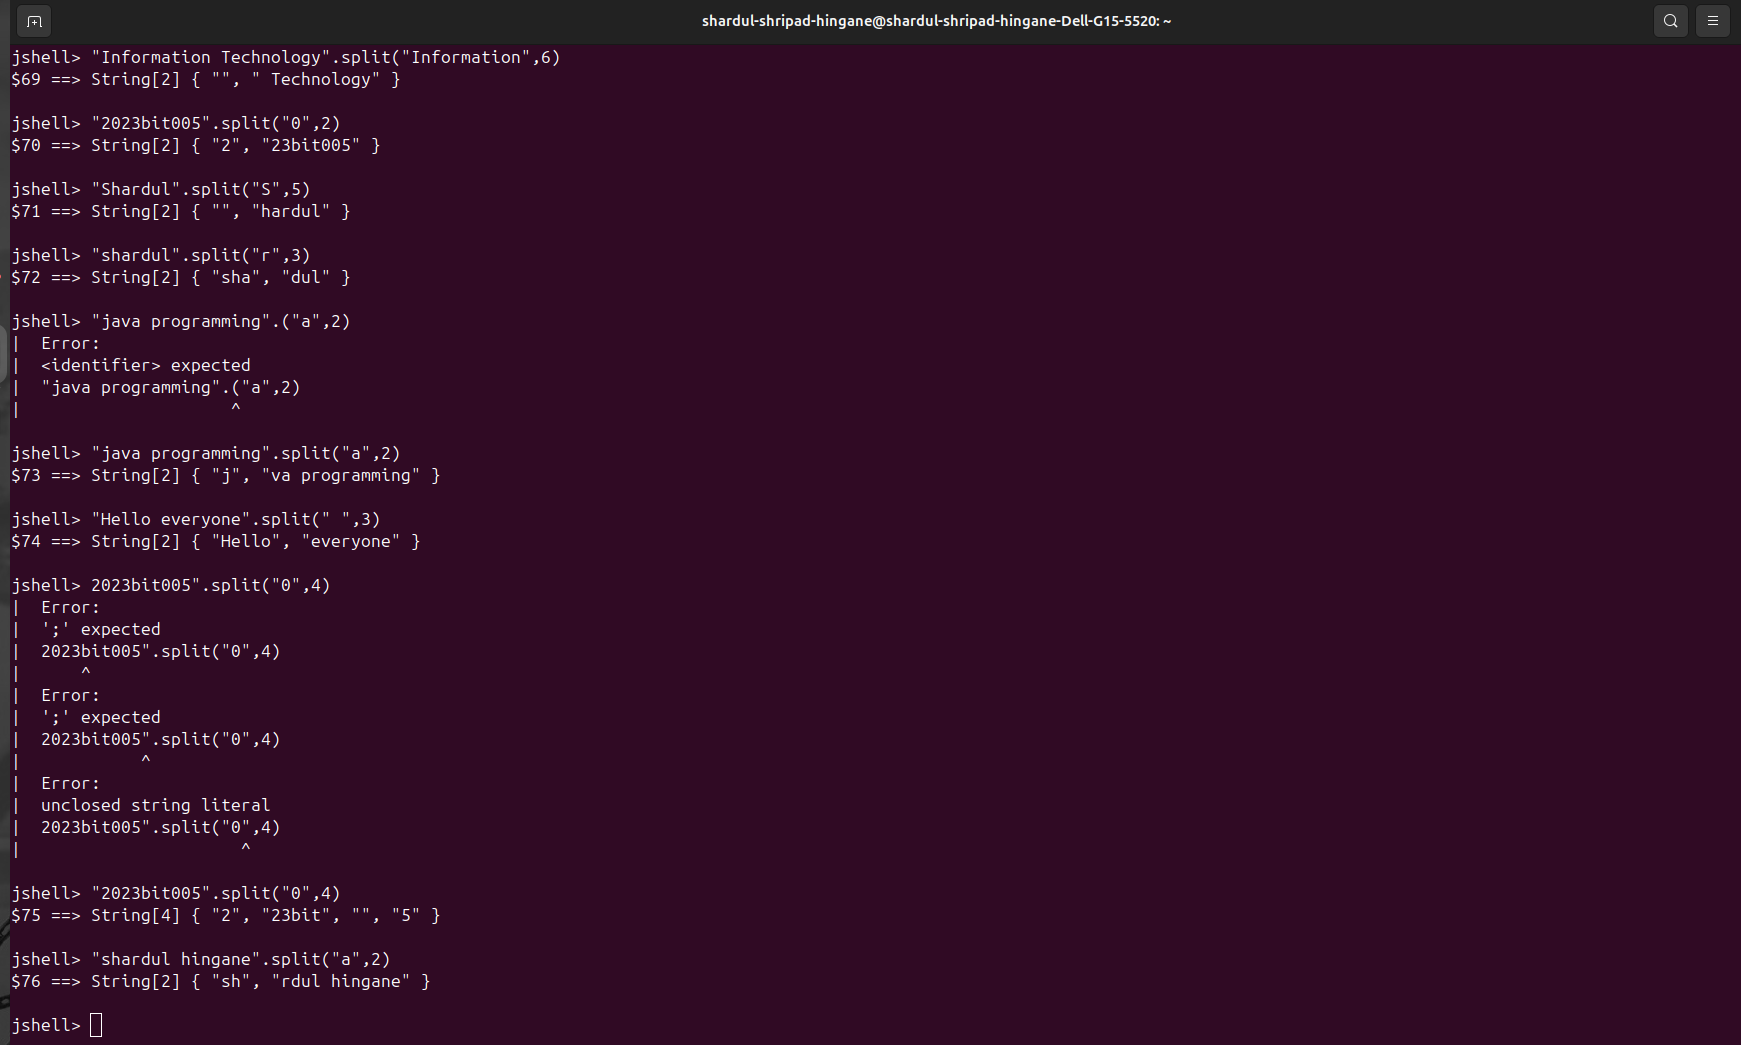 shardul-shripad-hingane@shardul-shripad-hingane-Dell-G15-5520: ~
jshell> "Information Technology".split("Information",6)
$69 ==> String[2] { "", " Technology" }
jshell> "2023bit005".split("0",2)
$70 ==> String[2] { "2", "23bit005" }
jshell> "Shardul".split("S",5)
$71 ==> String[2] { "", "hardul" }
jshell> "shardul".split("r",3)
$72 ==> String[2] { "sha", "dul" }
jshell> "java programming".("a",2)
|  Error:
|  <identifier> expected
|  "java programming".("a",2)
|                     ^
jshell> "java programming".split("a",2)
$73 ==> String[2] { "j", "va programming" }
jshell> "Hello everyone".split(" ",3)
$74 ==> String[2] { "Hello", "everyone" }
jshell> 2023bit005".split("0",4)
|  Error:
|  ';' expected
|  2023bit005".split("0",4)
|      ^
|  Error:
|  ';' expected
|  2023bit005".split("0",4)
|            ^
|  Error:
|  unclosed string literal
|  2023bit005".split("0",4)
|                      ^
jshell> "2023bit005".split("0",4)
$75 ==> String[4] { "2", "23bit", "", "5" }
jshell> "shardul hingane".split("a",2)
$76 ==> String[2] { "sh", "rdul hingane" }
jshell>